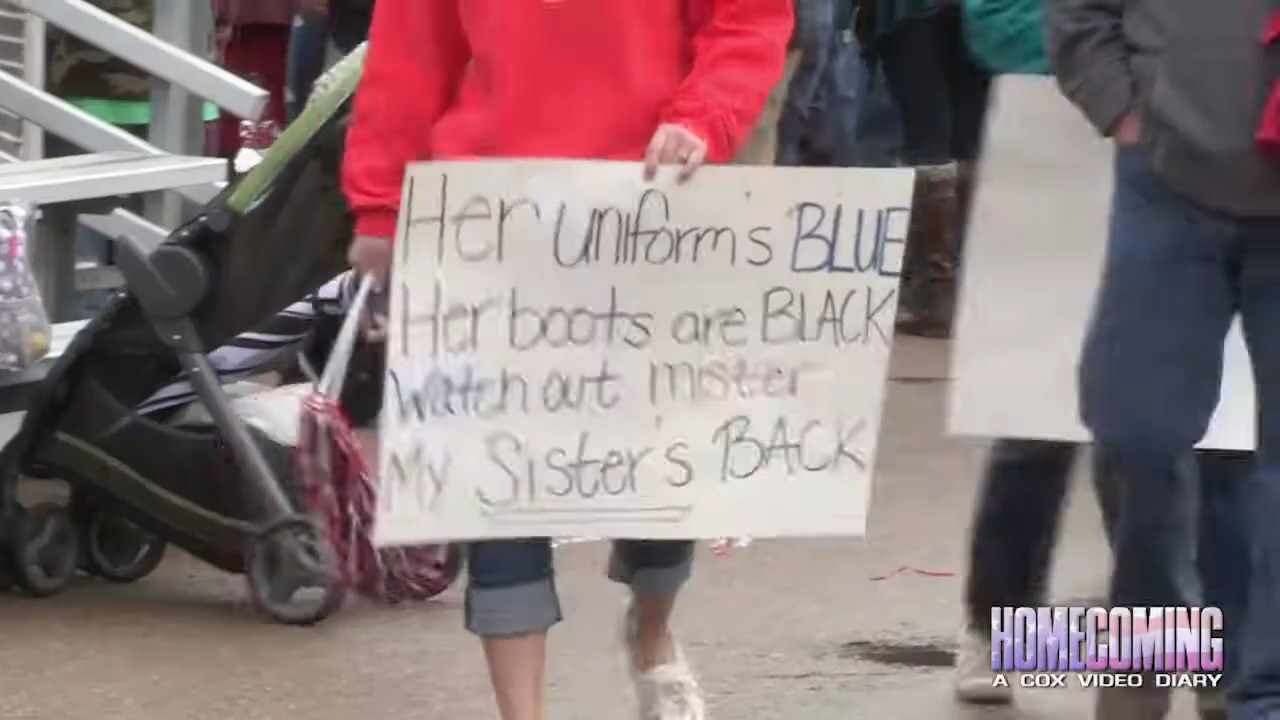 Her uniform's BLUE
Her boots are BLACK
Watch out mister
My Sister's BACK
HOMECOMING
A COX VIDEO DIARY